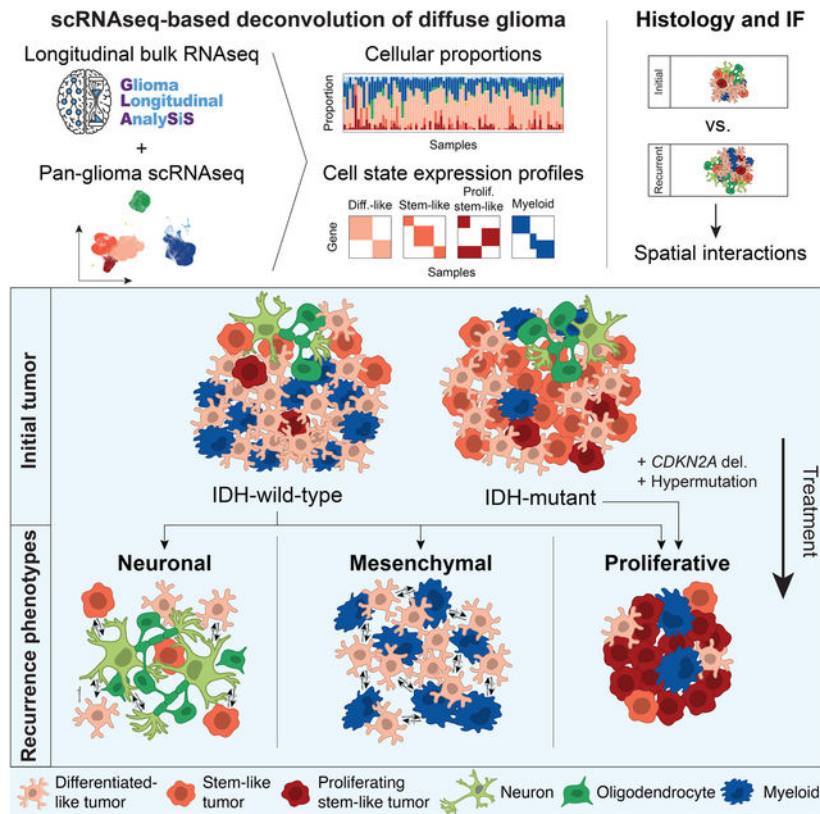 scRNAseq-based deconvolution of diffuse glioma
Longitudinal bulk RNAseq
Glioma
Longitudinal
AnalySiS
+
Pan-glioma scRNAseq
Cellular proportions
Proportion
Samples
Cell state expression profiles
Diff.-like
Stem-like
Prolif.
stem-like
Myeloid
Gene
Samples
Histology and IF
Initial
vs.
Recurrent
Spatial interactions
Initial tumor
IDH-wild-type
IDH-mutant
+ CDKN2A del.
+ Hypermutation
Treatment
Recurrence phenotypes
Neuronal
Mesenchymal
Proliferative
Differentiated-
like tumor
Stem-like
tumor
Proliferating
stem-like tumor
Neuron
Oligodendrocyte
Myeloid